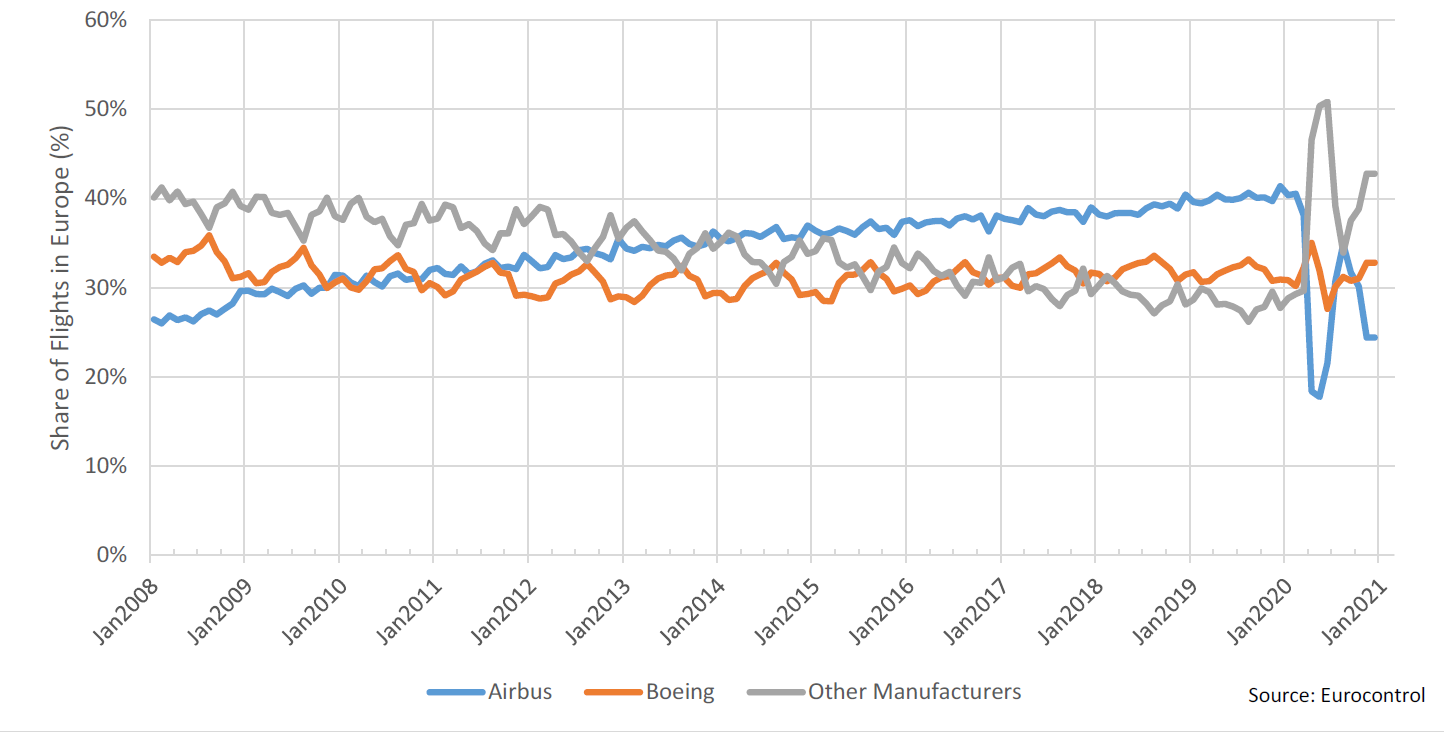 Share of Flights in Europe (%)
60%
50%
40%
30%
20%
10%
0%
Jan2008
Jan2009
Jan2010
Jan2011
Jan2012
Jan2013
Jan2014
Jan2015
Jan2016
Jan2017
Jan2018
Jan2019
Jan2020
Jan2021
Airbus
Boeing
Other Manufacturers
Source: Eurocontrol